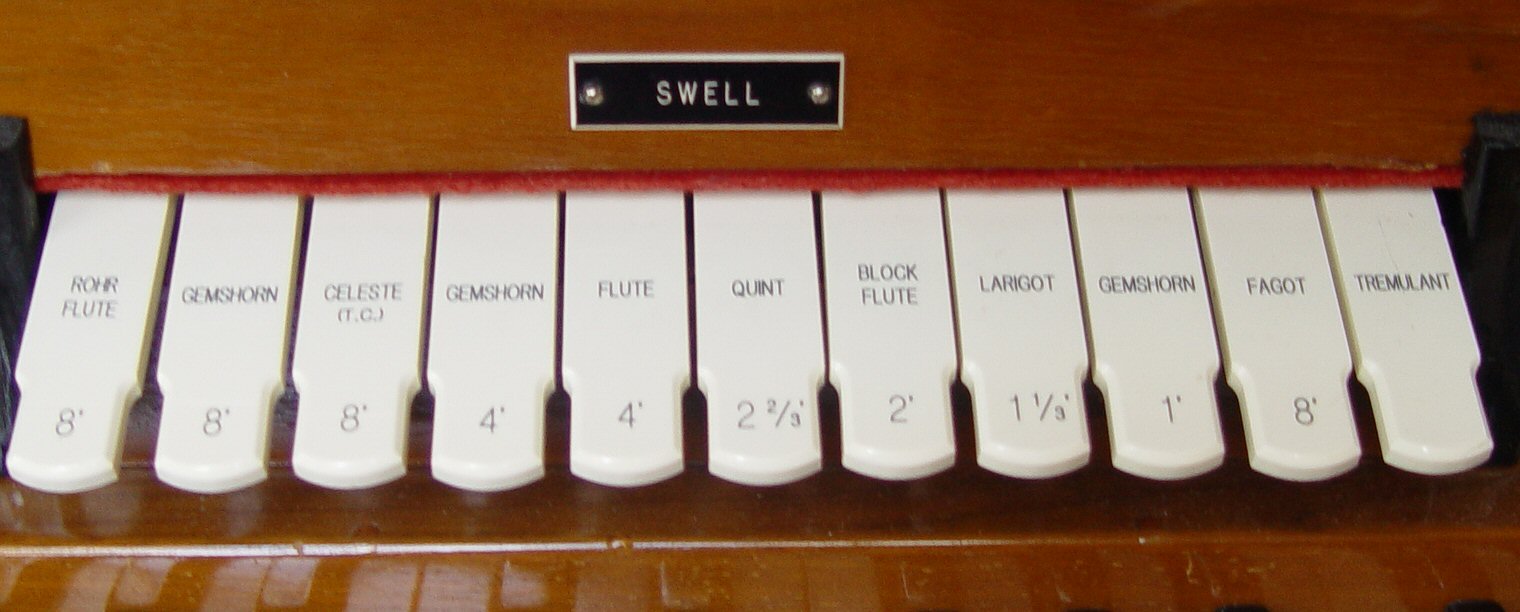 SWELL
ROHR
FLUTE
8'
GEMSHORN
8'
CELESTE
(T.C.)
8'
GEMSHORN
4'
FLUTE
4'
QUINT
2 2/3'
BLOCK
FLUTE
2'
LARIGOT
1 1/3'
GEMSHORN
1'
FAGOT
8'
TREMULANT